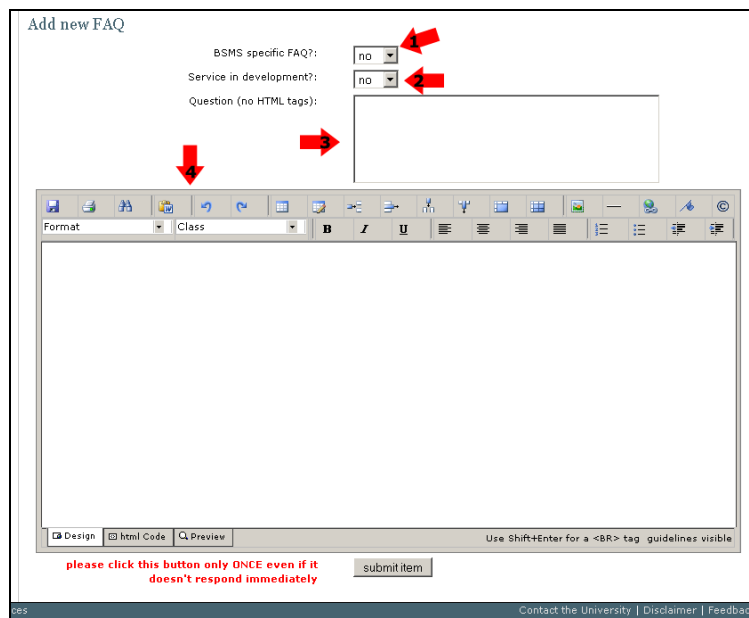 Add new FAQ
1
BSMS specific FAQ?: no
Service in development?: no 2
Question (no HTML tags):
3
4
Format Class B I U
Design html Code Preview Use Shift+Enter for a <BR> tag guidelines visible
please click this button only ONCE even if it
doesn't respond immediately
submit item
ces Contact the University | Disclaimer | Feedbac